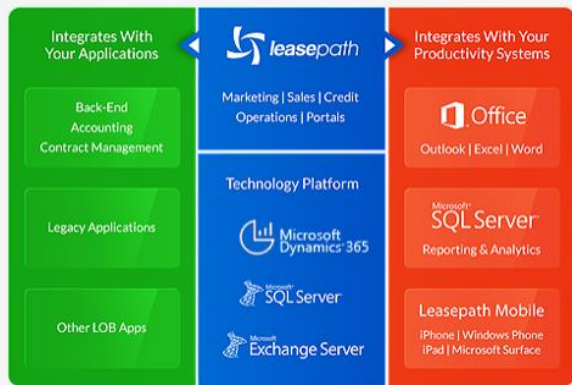 Integrates With
Your Applications
Back-End
Accounting
Contract Management
Legacy Applications
Other LOB Apps
leasepath
Marketing | Sales | Credit
Operations | Portals
Technology Platform
Microsoft
Dynamics 365
Microsoft
SQL Server
Microsoft
Exchange Server
Integrates With Your
Productivity Systems
Office
Outlook | Excel | Word
Microsoft
SQL Server
Reporting & Analytics
Leasepath Mobile
iPhone | Windows Phone
iPad | Microsoft Surface